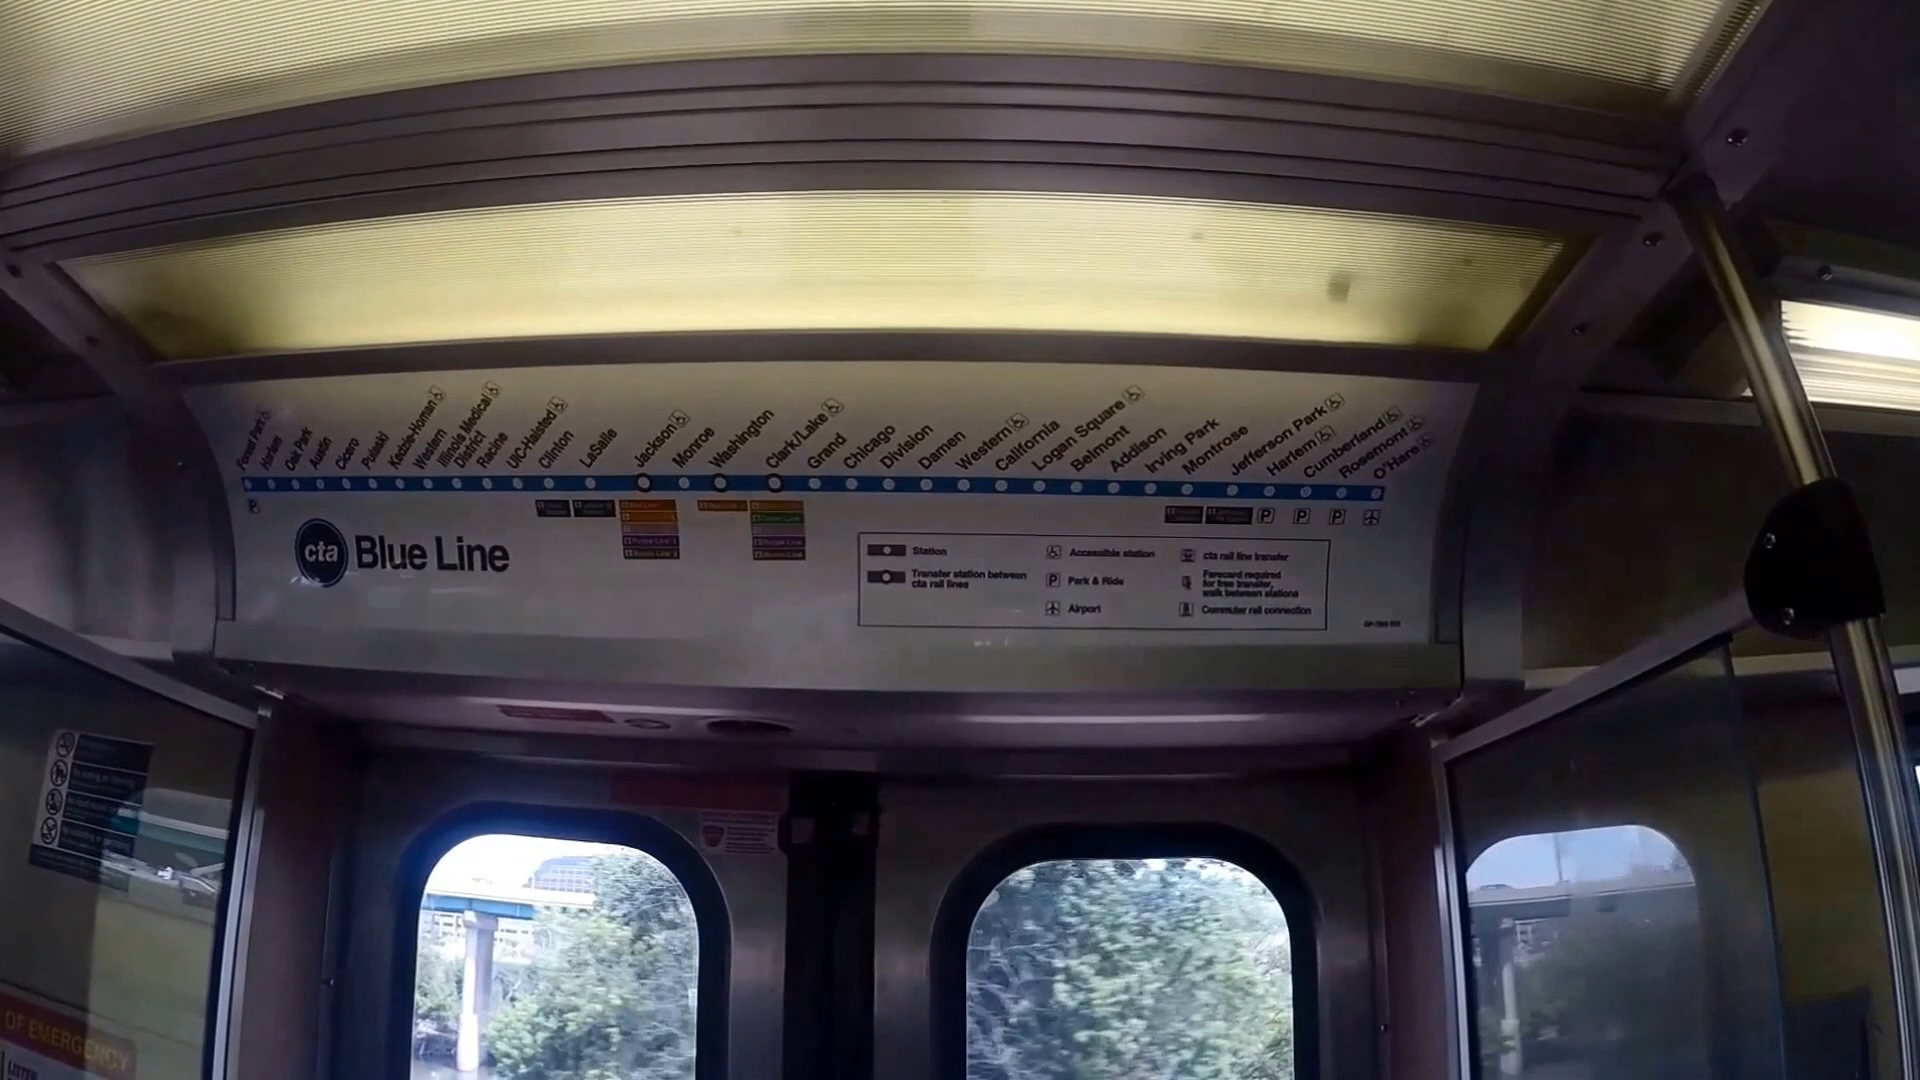 Forest Park
Harlem
Oak Park
Austin
Cicero
Pulaski
Kedzie-Homan
Western
Illinois Medical
District
Racine
UIC-Halsted
Clinton
LaSalle
Jackson
Monroe
Washington
Clark/Lake
Grand
Chicago
Division
Damen
Western
California
Logan Square
Belmont
Addison
Irving Park
Montrose
Jefferson Park
Harlem
Cumberland
Rosemont
O'Hare
P
P
P
P
cta Blue Line
Station
Transfer station between
cta rail lines
Accessible station
P Park & Ride
Airport
cta rail line transfer
Farecard required
for free transfer,
walk between stations
Commuter rail connection
OF EMERGENCY
LISTEN